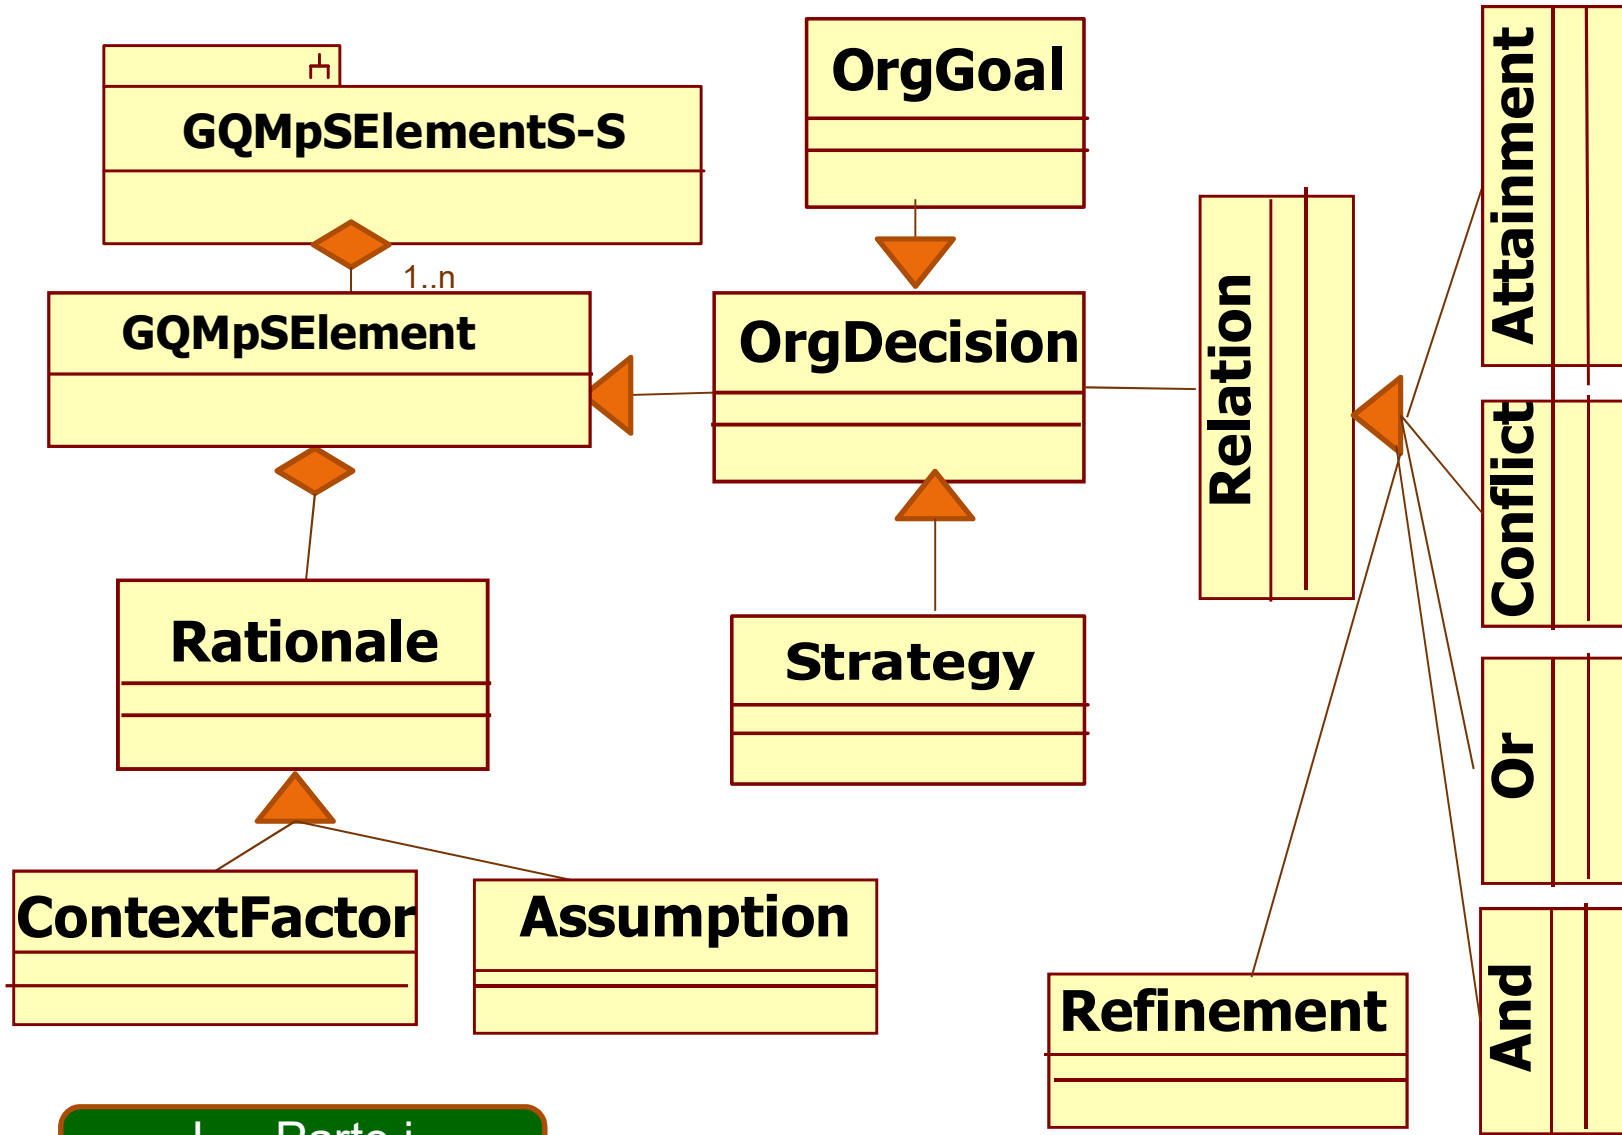 OrgGoal
GQMpSElementS-S
1..n
GQMpSElement
OrgDecision
Relation
Attainment
Conflict
Rationale
Strategy
Or
ContextFactor
Assumption
Refinement
And